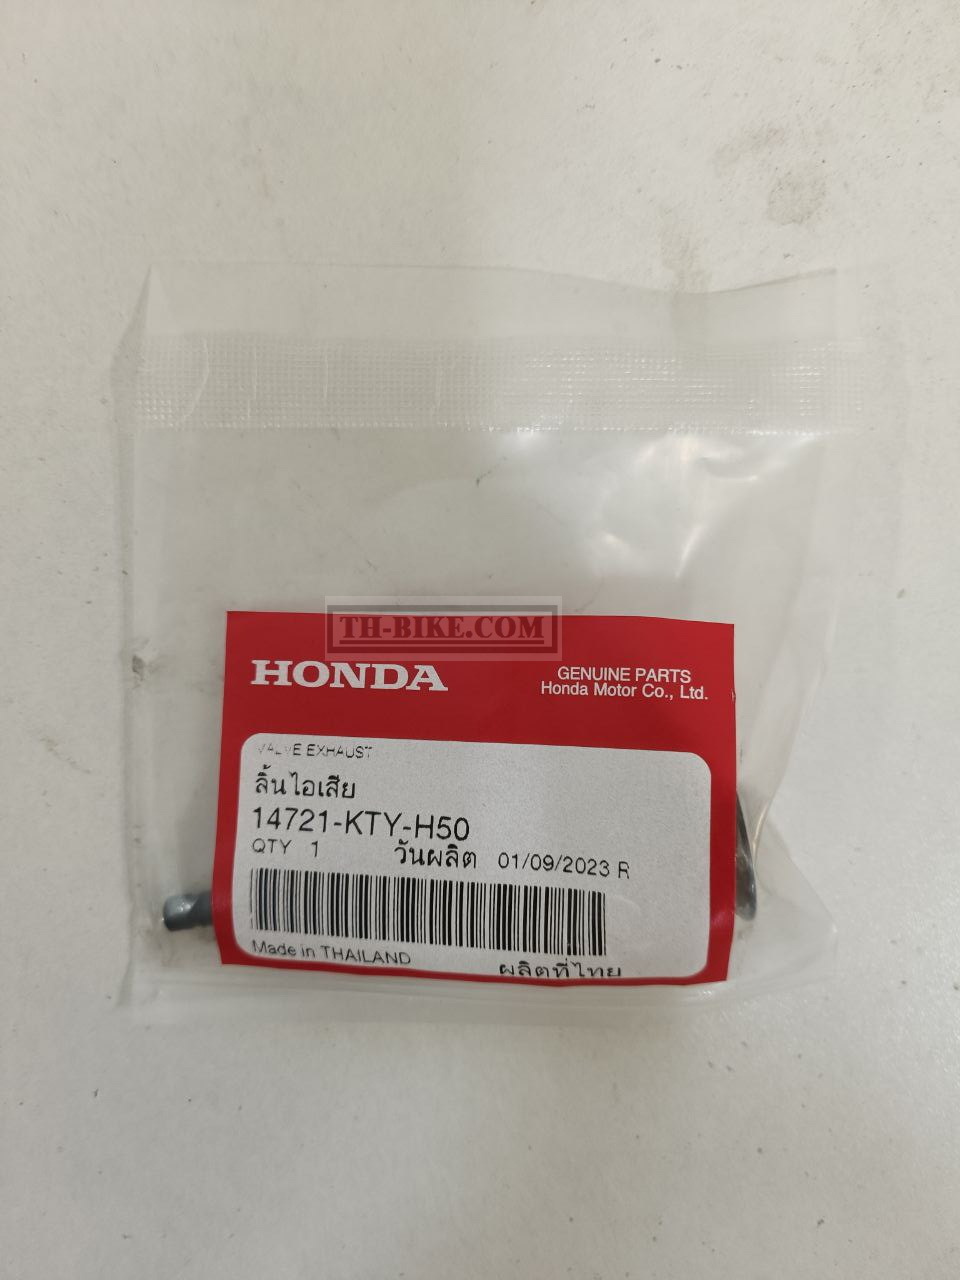 TH-BIKE.COM
HONDA
GENUINE PARTS
Honda Motor Co., Ltd.
VALVE EXHAUST
ลิ้นไอเสีย
14721-KTY-H50
QTY 1 วันผลิต 01/09/2023 R
Made in THAILAND ผลิตที่ไทย